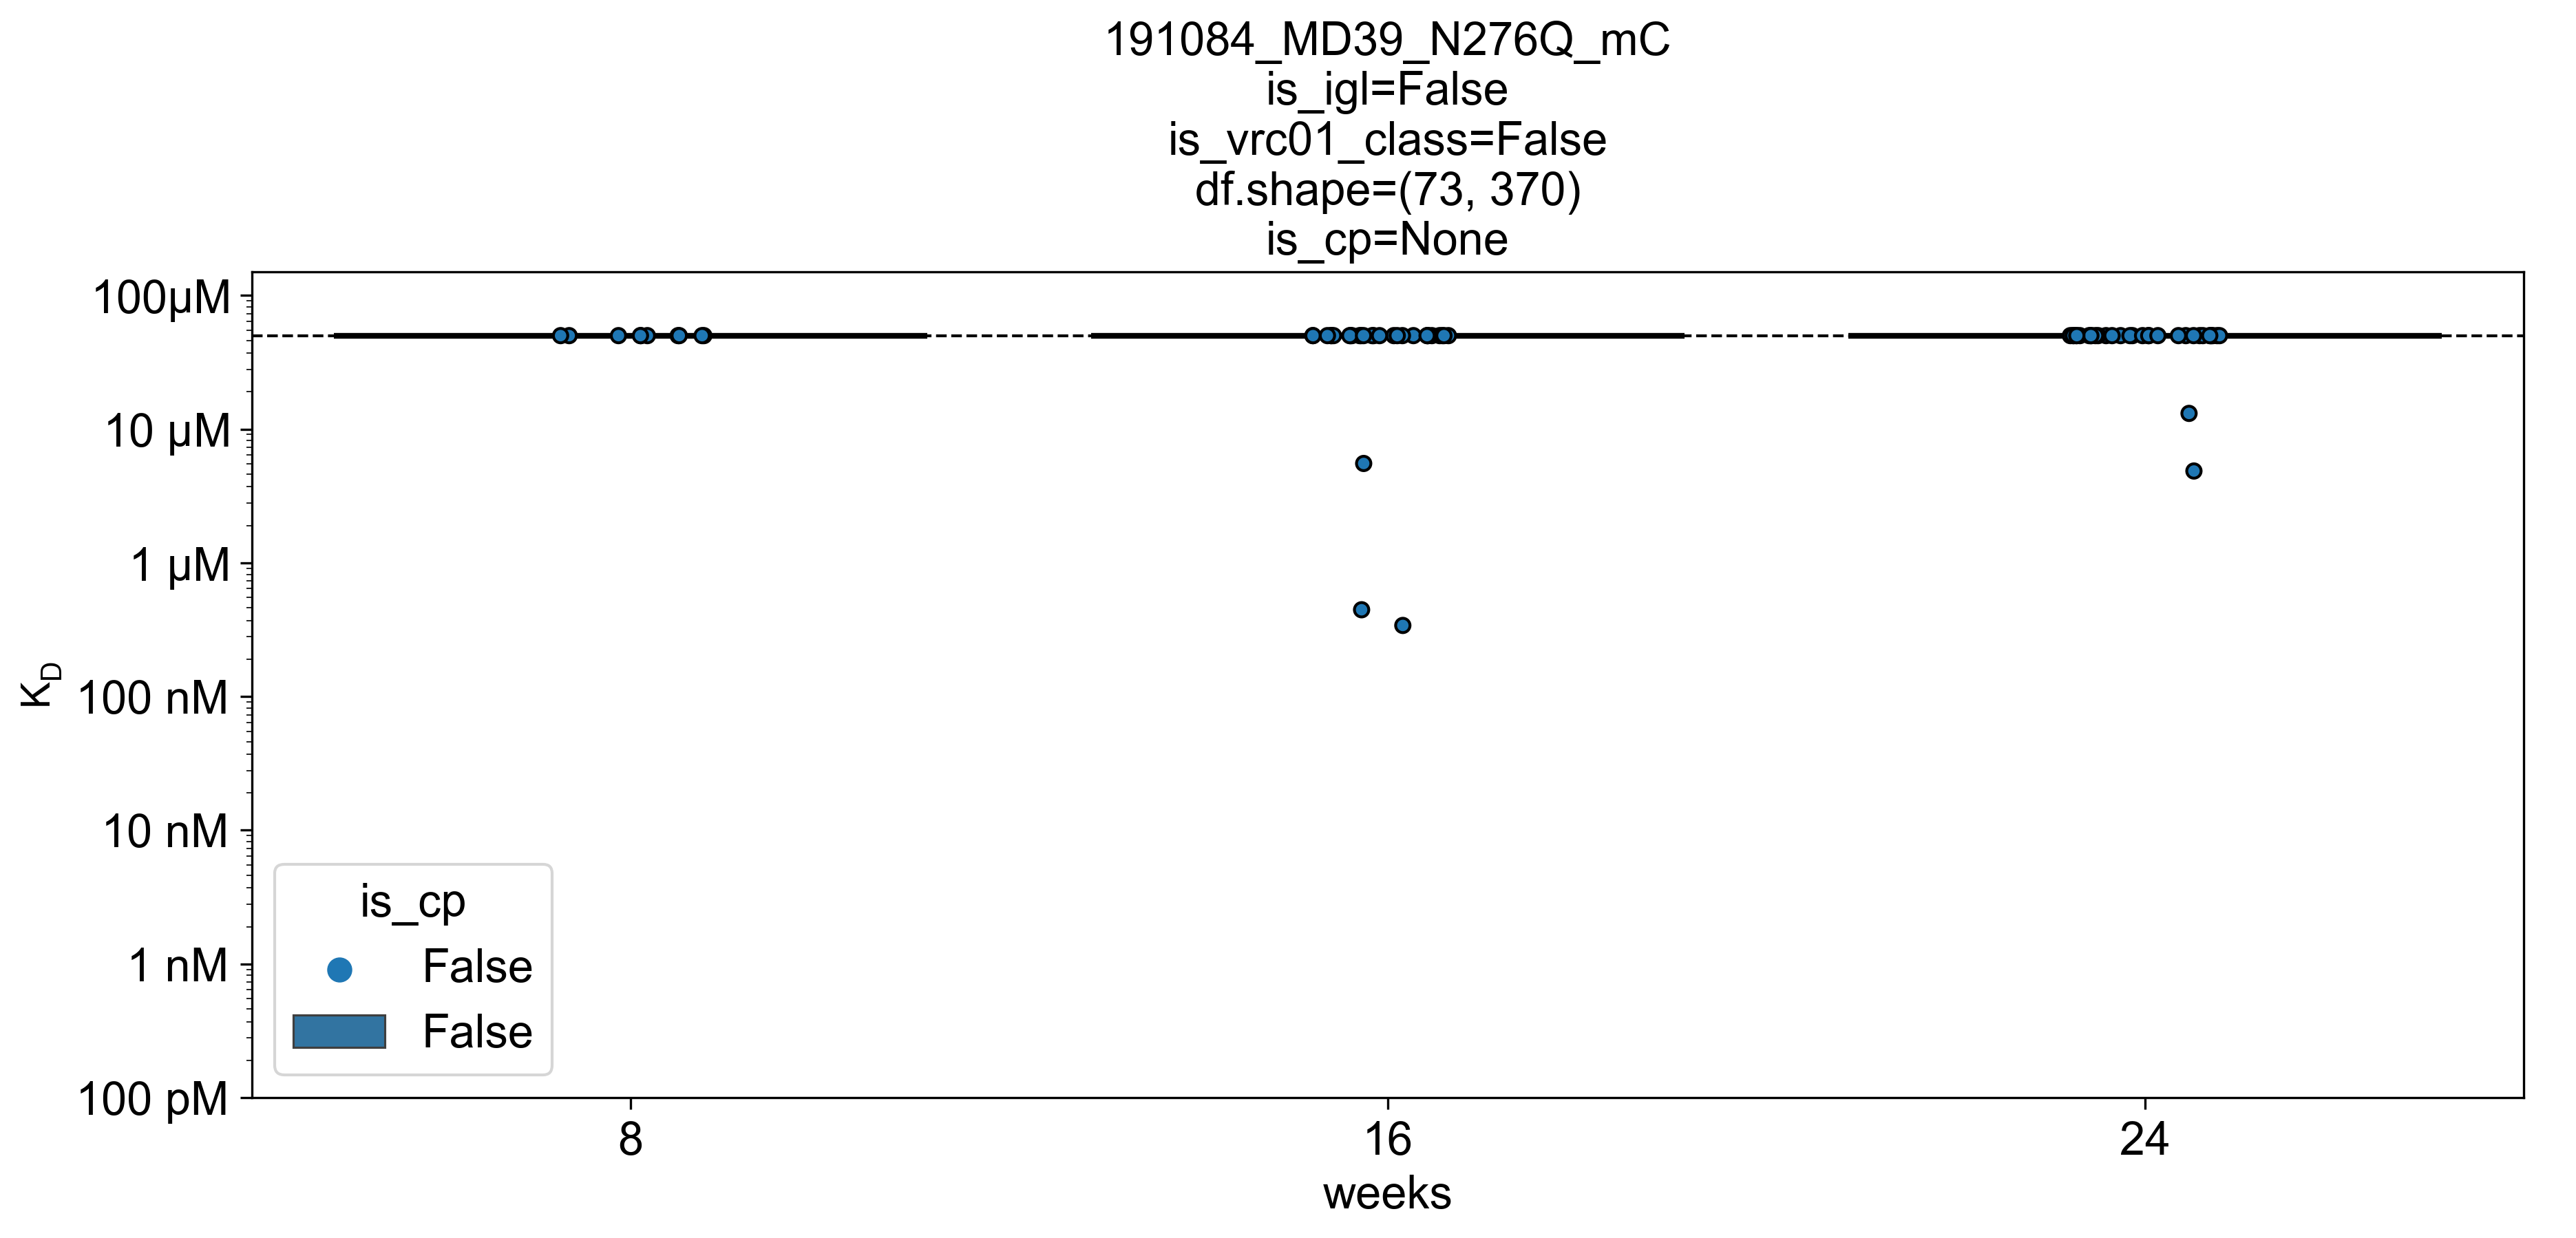 191084_MD39_N276Q_mC
is_igl=False
is_vrc01_class=False
df.shape=(73, 370)
is_cp=None
100µM
10 µM
1 µM
100 nM
10 nM
1 nM
100 pM
KD
is_cp
False
False
8
16
24
weeks